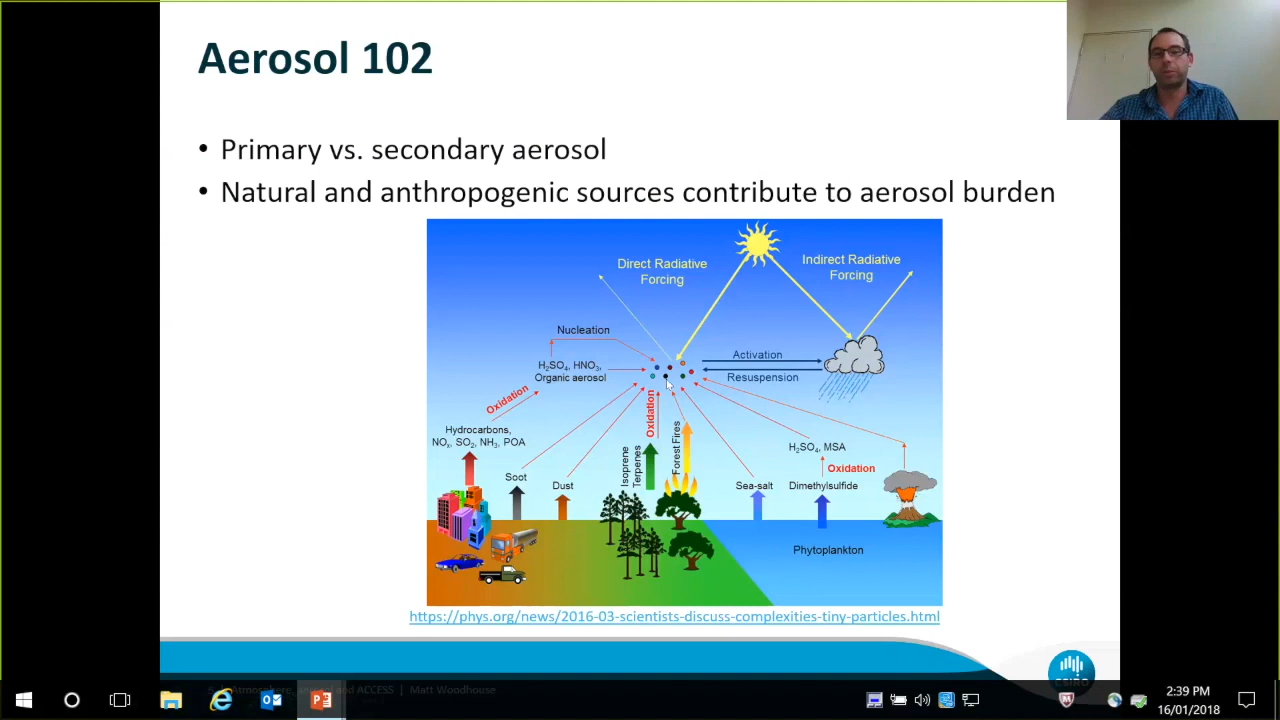 Aerosol 102
• Primary vs. secondary aerosol
• Natural and anthropogenic sources contribute to aerosol burden
Direct Radiative
Forcing
Indirect Radiative
Forcing
Nucleation
H₂SO₄, HNO₃,
Organic aerosol
Activation
Resuspension
Oxidation
Oxidation
Hydrocarbons,
NOₓ, SO₂, NH₃, POA
Soot
Dust
Isoprene
Terpenes
Forest Fires
Sea-salt
H₂SO₄, MSA
Oxidation
Dimethylsulfide
Phytoplankton
https://phys.org/news/2016-03-scientists-discuss-complexities-tiny-particles.html
CSIRO
Atmosphere, aerosol and ACCESS | Matt Woodhouse
2:39 PM
16/01/2018